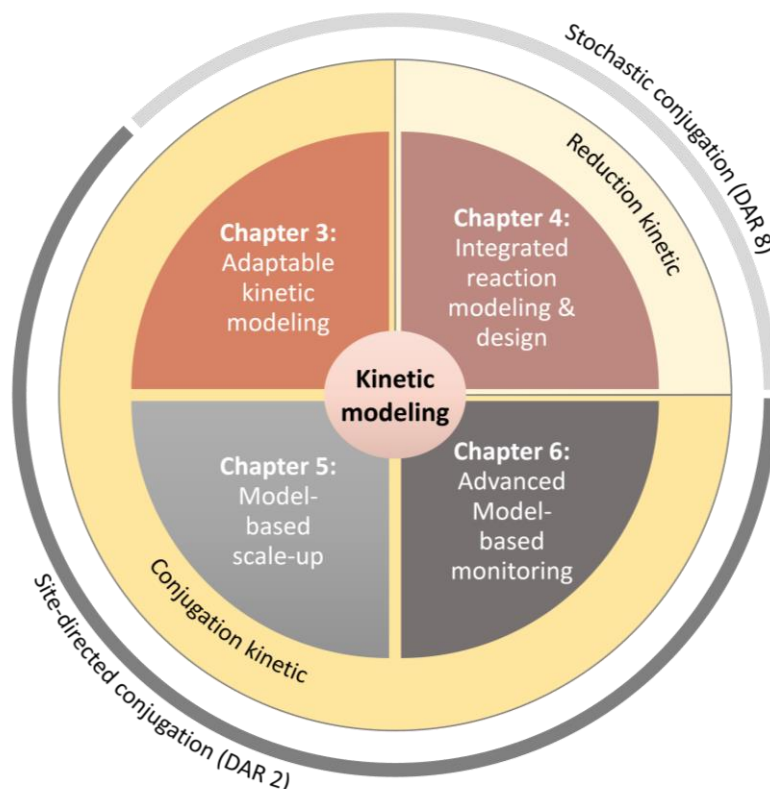 Stochastic conjugation (DAR 8)
Reduction kinetic
Chapter 3:
Adaptable
kinetic
modeling
Chapter 4:
Integrated
reaction
modeling &
design
Kinetic
modeling
Chapter 5:
Model-
based
scale-up
Chapter 6:
Advanced
Model-
based
monitoring
Conjugation kinetic
Site-directed conjugation (DAR 2)